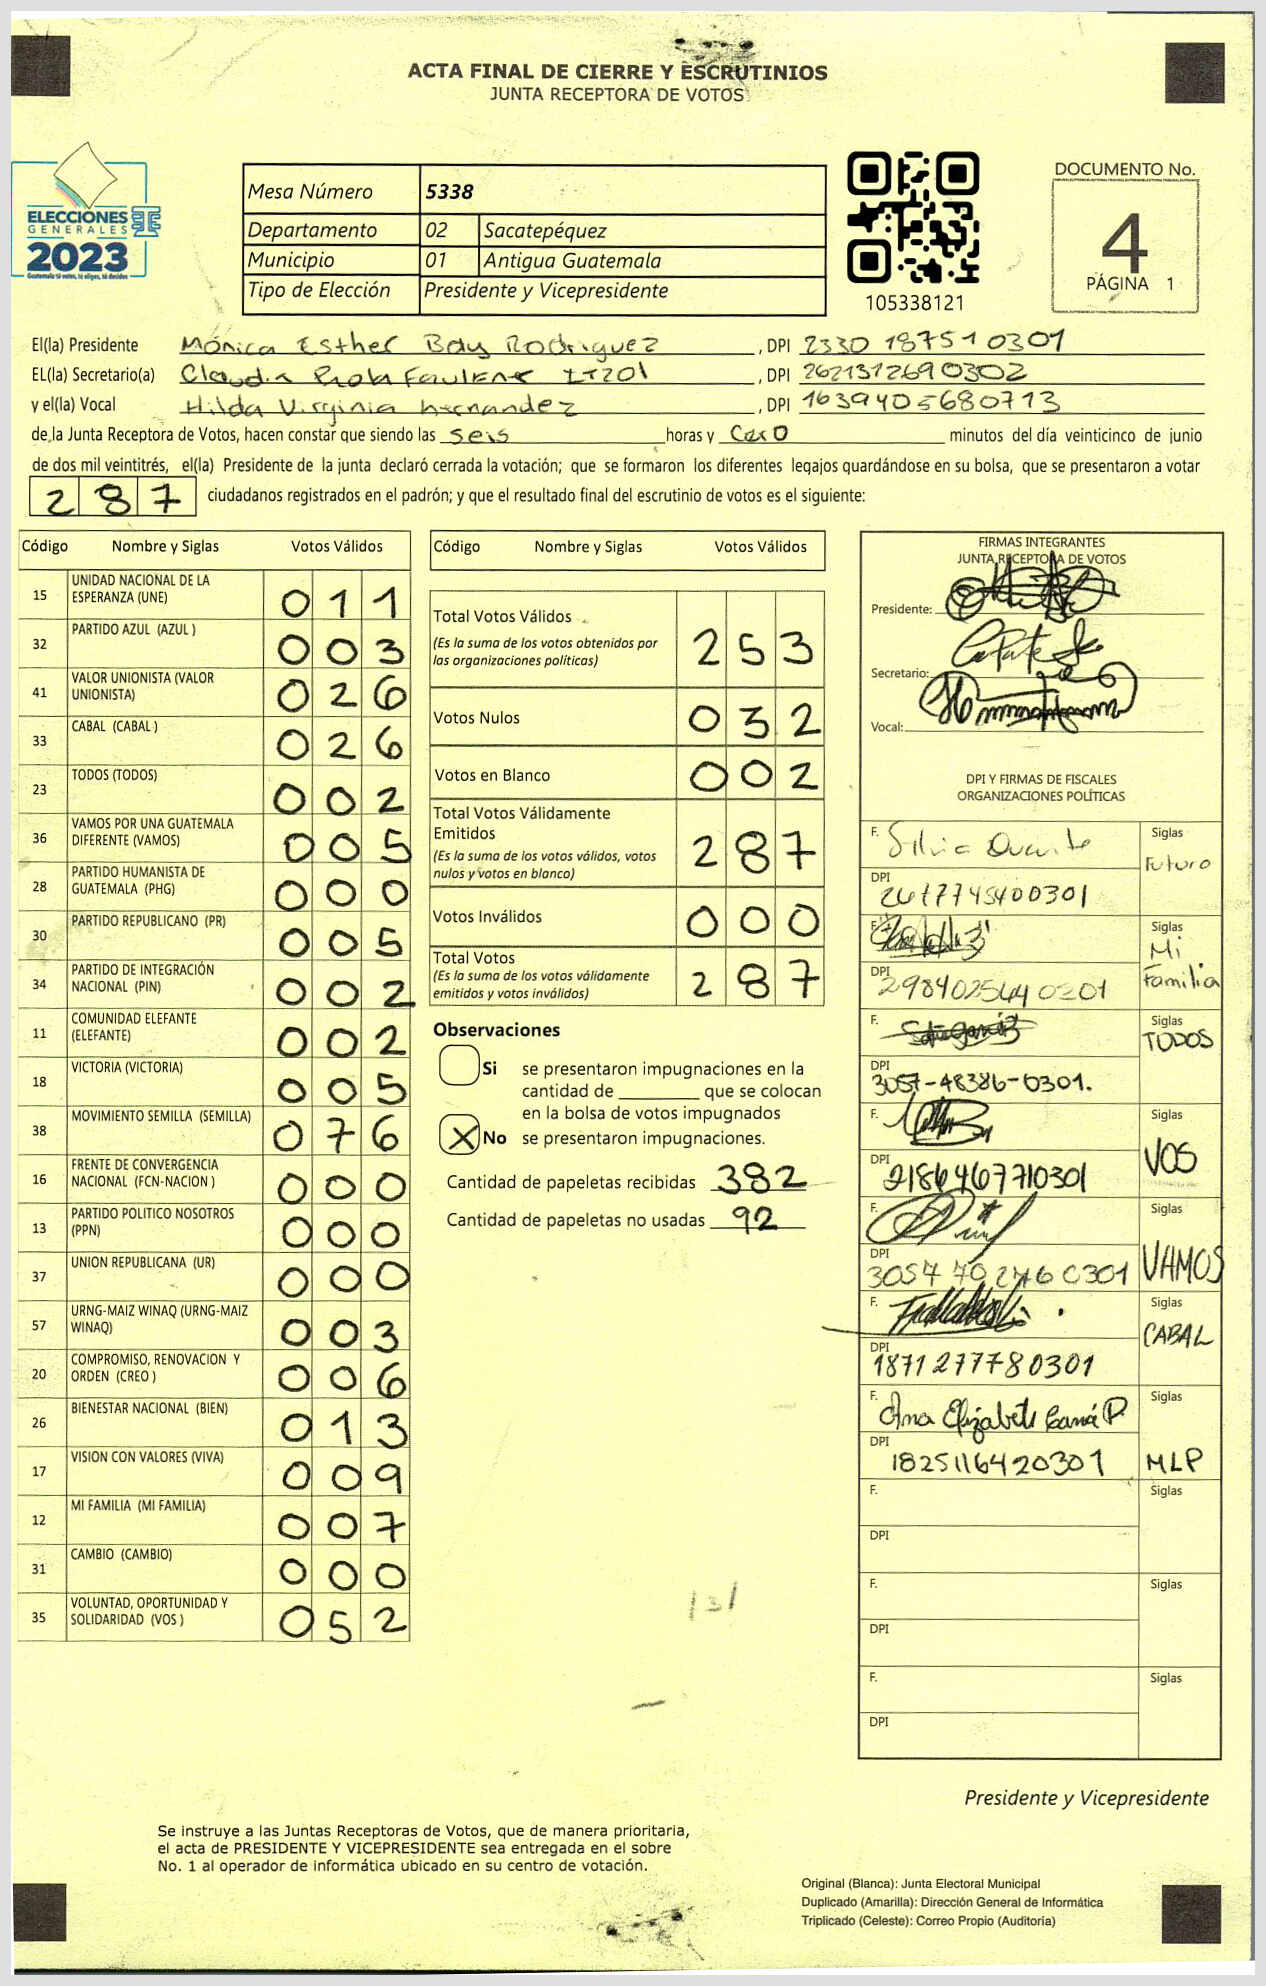 ACTA FINAL DE CIERRE Y ESCRUTINIOS
JUNTA RECEPTORA DE VOTOS
ELECCIONES
GENERALES
2023
Guatemala tú votas, tú eliges, tú decides
Mesa Número 5338
Departamento 02 Sacatepéquez
Municipio 01 Antigua Guatemala
Tipo de Elección Presidente y Vicepresidente
105338121
DOCUMENTO No.
4
PÁGINA 1
El(la) Presidente Mónica Esther Bay Rodriguez , DPI 2330 18751 0301
EL(la) Secretario(a) Claudia , DPI 2621312690302
y el(la) Vocal Hilda Virginia hernandez , DPI 1639405680713
de la Junta Receptora de Votos, hacen constar que siendo las seis horas y cero minutos del día veinticinco de junio
de dos mil veintitrés, el(la) Presidente de la junta declaró cerrada la votación; que se formaron los diferentes legajos quardándose en su bolsa, que se presentaron a votar
287 ciudadanos registrados en el padrón; y que el resultado final del escrutinio de votos es el siguiente:
Código Nombre y Siglas Votos Válidos
15 UNIDAD NACIONAL DE LA ESPERANZA (UNE) 011
32 PARTIDO AZUL (AZUL ) 003
41 VALOR UNIONISTA (VALOR UNIONISTA) 026
33 CABAL (CABAL ) 026
23 TODOS (TODOS) 002
36 VAMOS POR UNA GUATEMALA DIFERENTE (VAMOS) 005
28 PARTIDO HUMANISTA DE GUATEMALA (PHG) 000
30 PARTIDO REPUBLICANO (PR) 005
34 PARTIDO DE INTEGRACIÓN NACIONAL (PIN) 002
11 COMUNIDAD ELEFANTE (ELEFANTE) 002
18 VICTORIA (VICTORIA) 005
38 MOVIMIENTO SEMILLA (SEMILLA) 076
16 FRENTE DE CONVERGENCIA NACIONAL (FCN-NACION ) 000
13 PARTIDO POLITICO NOSOTROS (PPN) 000
37 UNION REPUBLICANA (UR) 000
57 URNG-MAIZ WINAQ (URNG-MAIZ WINAQ) 003
20 COMPROMISO, RENOVACION Y ORDEN (CREO ) 006
26 BIENESTAR NACIONAL (BIEN) 013
17 VISION CON VALORES (VIVA) 009
12 MI FAMILIA (MI FAMILIA) 007
31 CAMBIO (CAMBIO) 000
35 VOLUNTAD, OPORTUNIDAD Y SOLIDARIDAD (VOS ) 052
Código Nombre y Siglas Votos Válidos
Total Votos Válidos
(Es la suma de los votos obtenidos por las organizaciones políticas) 253
Votos Nulos 032
Votos en Blanco 002
Total Votos Válidamente Emitidos
(Es la suma de los votos válidos, votos nulos y votos en blanco) 287
Votos Inválidos 000
Total Votos
(Es la suma de los votos válidamente emitidos y votos inválidos) 287
Observaciones
Si se presentaron impugnaciones en la
cantidad de ________ que se colocan
en la bolsa de votos impugnados
X No se presentaron impugnaciones.
Cantidad de papeletas recibidas 382
Cantidad de papeletas no usadas 92
FIRMAS INTEGRANTES
JUNTA RECEPTORA DE VOTOS
Presidente:
Secretario:
Vocal:
DPI Y FIRMAS DE FISCALES
ORGANIZACIONES POLÍTICAS
F. Silvia Duarte Siglas Futuro
DPI 2617745400301
F. Siglas Mi Familia
DPI 2984025640201
F. Siglas TODOS
DPI 3057-48386-0301.
F. Siglas VOS
DPI 2186467710301
F. Siglas VAMOS
DPI 3057 70 2760301
F. Siglas CABAL
DPI 1871277780301
F. Ana Elizabeth P. Siglas MLP
DPI 1825116420301
F. Siglas
DPI
F. Siglas
DPI
F. Siglas
DPI
Presidente y Vicepresidente
Se instruye a las Juntas Receptoras de Votos, que de manera prioritaria,
el acta de PRESIDENTE Y VICEPRESIDENTE sea entregada en el sobre
No. 1 al operador de informática ubicado en su centro de votación.
Original (Blanca): Junta Electoral Municipal
Duplicado (Amarilla): Dirección General de Informática
Triplicado (Celeste): Correo Propio (Auditoría)